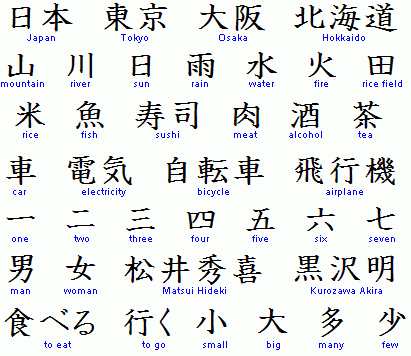 日本 東京 大阪 北海道
Japan Tokyo Osaka Hokkaido
山 川 日 雨 水 火 田
mountain river sun rain water fire rice field
米 魚 寿司 肉 酒 茶
rice fish sushi meat alcohol tea
車 電気 自転車 飛行機
car electricity bicycle airplane
一 二 三 四 五 六 七
one two three four five six seven
男 女 松井秀喜 黒沢明
man woman Matsui Hideki Kurozawa Akira
食べる 行く 小 大 多 少
to eat to go small big many few